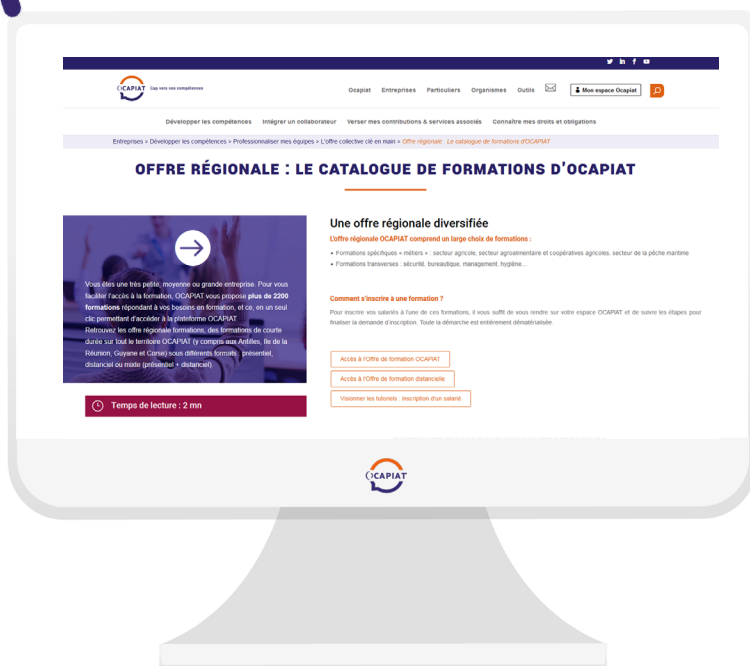 OCAPIAT Cap vers vos compétences
Ocapiat Entreprises Particuliers Organismes Outils Mon espace Ocapiat
Développer les compétences Intégrer un collaborateur Verser mes contributions & services associés Connaître mes droits et obligations
Entreprises > Développer les compétences > Professionnaliser mes équipes > L'offre collective clé en main > Offre régionale : Le catalogue de formations d'OCAPIAT
OFFRE RÉGIONALE : LE CATALOGUE DE FORMATIONS D'OCAPIAT
Vous êtes une très petite, moyenne ou grande entreprise. Pour vous
faciliter l'accès à la formation, OCAPIAT vous propose plus de 2200
formations répondant à vos besoins en formation, et ce, en un seul
clic permettant d'accéder à la plateforme OCAPIAT
Retrouvez les offre régionale formations, des formations de courte
durée sur tout le territoire OCAPIAT (y compris aux Antilles, Ile de la
Réunion, Guyane et Corse) sous différents formats : présentiel,
distanciel ou mixte (présentiel + distanciel).
Temps de lecture : 2 mn
Une offre régionale diversifiée
L'offre régionale OCAPIAT comprend un large choix de formations :
• Formations spécifiques « métiers » : secteur agricole, secteur agroalimentaire et coopératives agricoles, secteur de la pêche maritime
• Formations transverses : sécurité, bureautique, management, hygiène…
Comment s'inscrire à une formation ?
Pour inscrire vos salariés à l'une de ces formations, il vous suffit de vous rendre sur votre espace OCAPIAT et de suivre les étapes pour
finaliser la demande d'inscription. Toute la démarche est entièrement dématérialisée.
Accès à l'Offre de formation OCAPIAT
Accès à l'Offre de formation distancielle
Visionner les tutoriels : inscription d'un salarié
OCAPIAT